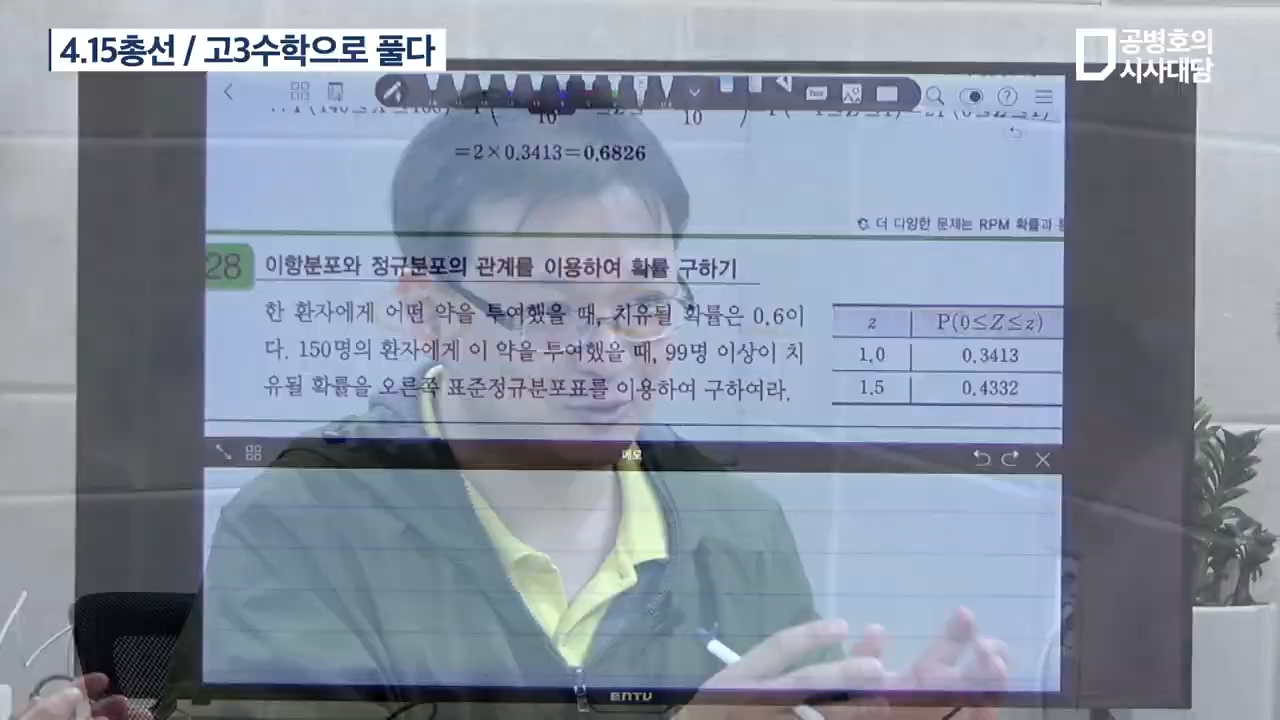 4.15총선 / 고3수학으로 풀다
공병호의
시사대담
Text
10 10
=2×0.3413=0.6826
더 다양한 문제는 RPM 확률과
28 이항분포와 정규분포의 관계를 이용하여 확률 구하기
한 환자에게 어떤 약을 투여했을 때, 치유될 확률은 0.6이
다. 150명의 환자에게 이 약을 투여했을 때, 99명 이상이 치
유될 확률을 오른쪽 표준정규분포표를 이용하여 구하여라.
z P(0≤Z≤z)
1.0 0.3413
1.5 0.4332
메모